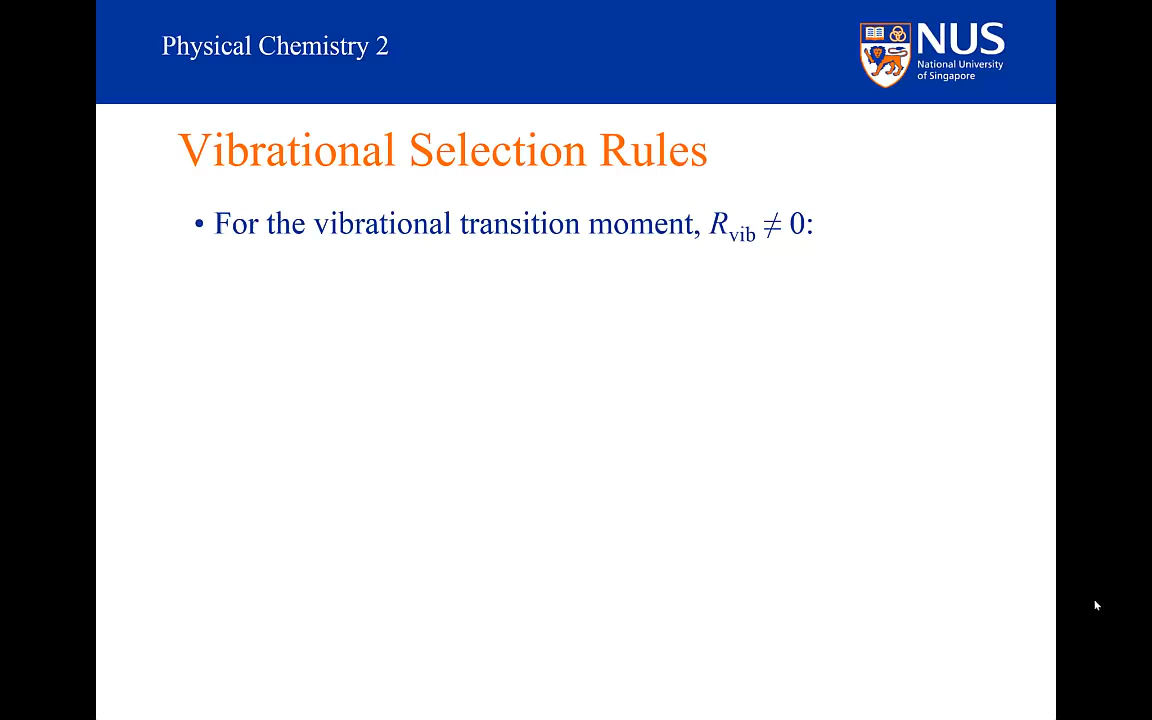 Physical Chemistry 2
NUS
National University
of Singapore
Vibrational Selection Rules
• For the vibrational transition moment, Rvib ≠ 0: